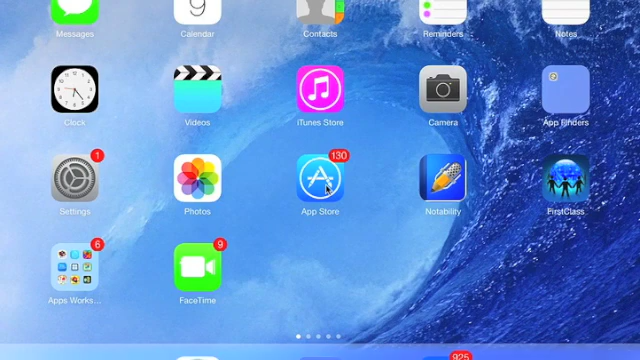 9
Messages
Calendar
Contacts
Reminders
Notes
Clock
Videos
iTunes Store
Camera
App Finders
1
130
Settings
Photos
App Store
Notability
FirstClass
6
9
Apps Works...
FaceTime
925